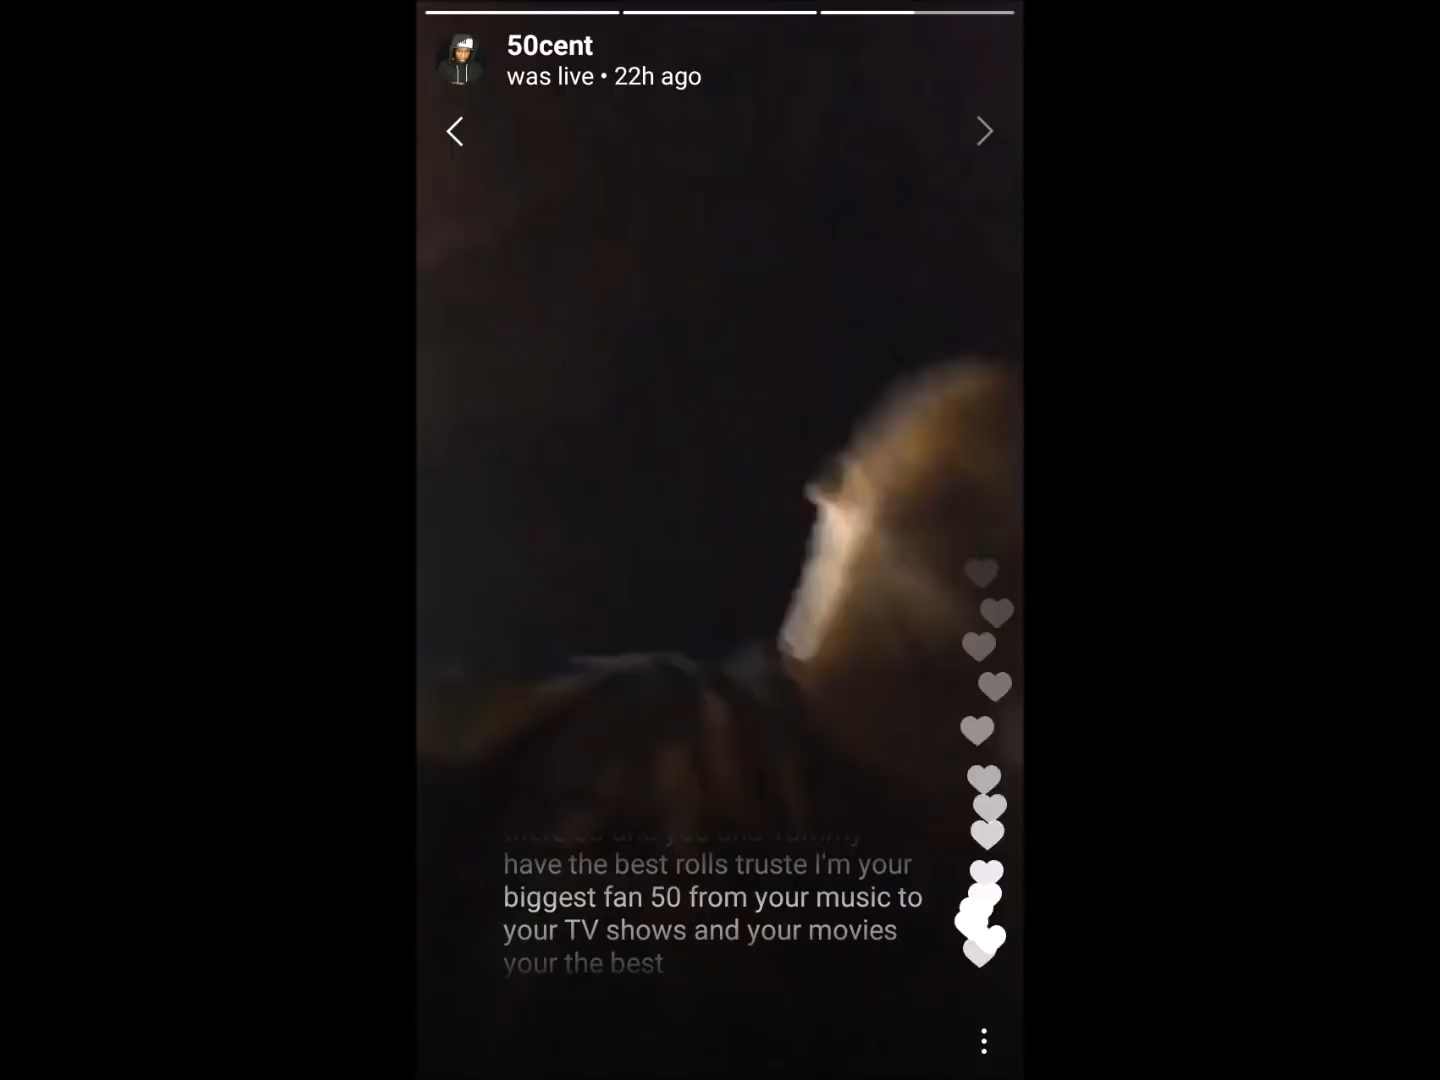 50cent
was live • 22h ago
have the best rolls truste I'm your
biggest fan 50 from your music to
your TV shows and your movies
your the best